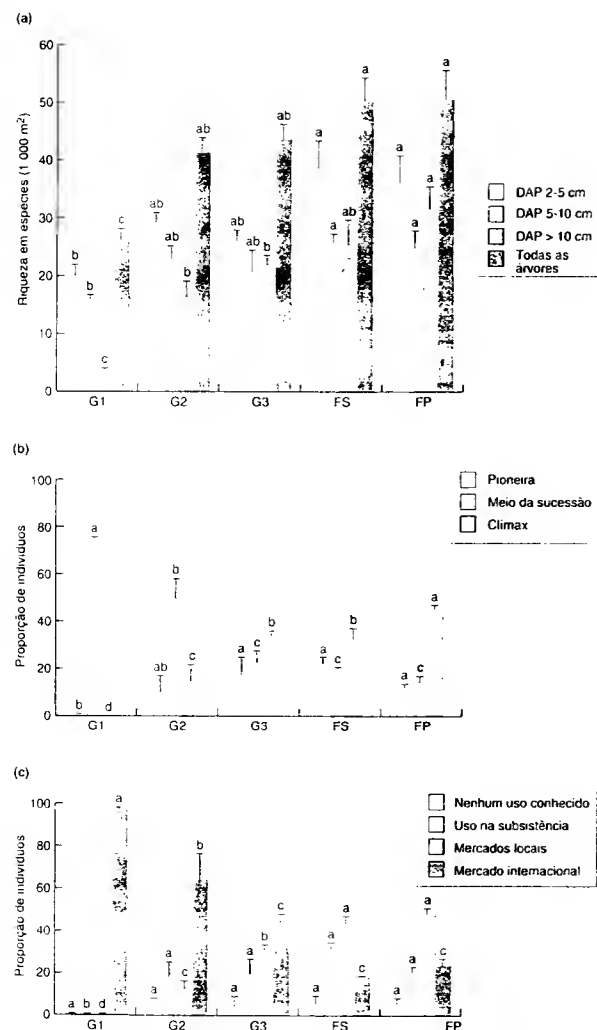 (a)
Riqueza em espécies (1 000 m²)
60
50
40
30
20
10
0
b
b
c
c
ab
ab
b
ab
a
a
b
ab
a
a
ab
a
a
a
a
a
G1
G2
G3
FS
FP
DAP 2-5 cm
DAP 5-10 cm
DAP > 10 cm
Todas as
árvores
(b)
Proporção de individuos
100
80
60
40
20
0
b
a
d
ab
b
c
a
c
b
a
c
b
a
c
a
G1
G2
G3
FS
FP
Pioneira
Meio da sucessão
Climax
(c)
Proporção de individuos
100
80
60
40
20
0
a
b
d
a
a
a
c
b
a
a
b
c
a
a
a
c
a
a
a
c
G1
G2
G3
FS
FP
Nenhum uso conhecido
Uso na subsistência
Mercados locais
Mercado internacional